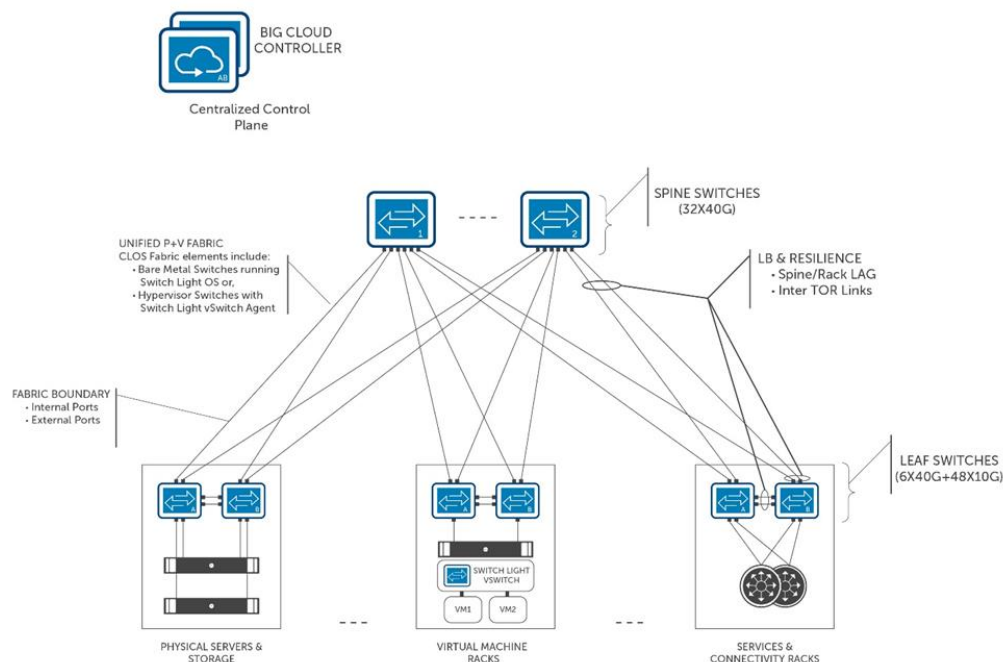 BIG CLOUD
CONTROLLER
AB
Centralized Control
Plane
SPINE SWITCHES
(32X40G)
1
2
UNIFIED P+V FABRIC
CLOS Fabric elements include:
• Bare Metal Switches running
Switch Light OS or,
• Hypervisor Switches with
Switch Light vSwitch Agent
LB & RESILIENCE
• Spine/Rack LAG
• Inter TOR Links
FABRIC BOUNDARY
• Internal Ports
• External Ports
LEAF SWITCHES
(6X40G+48X10G)
A
B
A
B
A
B
SWITCH LIGHT
VSWITCH
VM1
VM2
PHYSICAL SERVERS &
STORAGE
VIRTUAL MACHINE
RACKS
SERVICES &
CONNECTIVITY RACKS